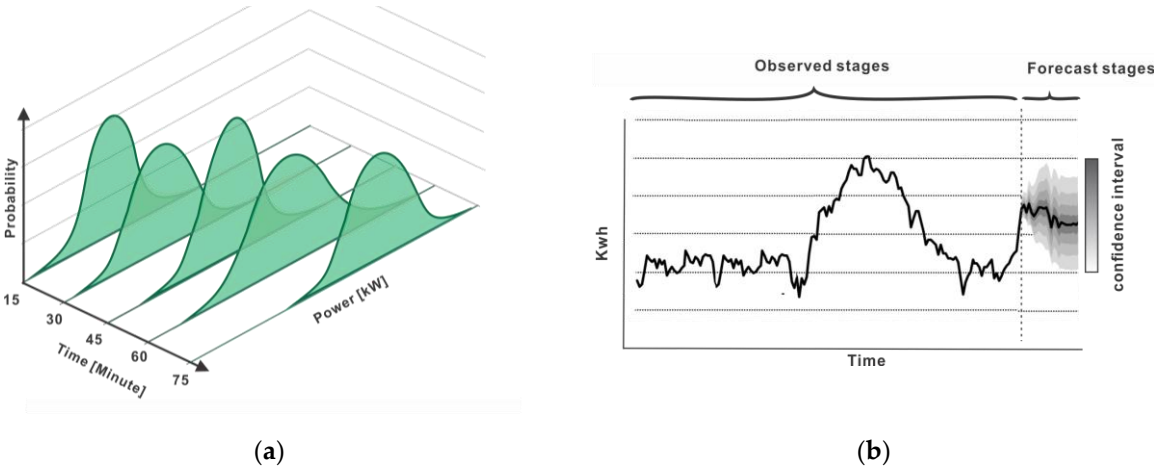 Probability
15
30
45
60
75
Time [Minute]
Power [kW]
(a)
Observed stages
Forecast stages
Kwh
Time
confidence interval
(b)